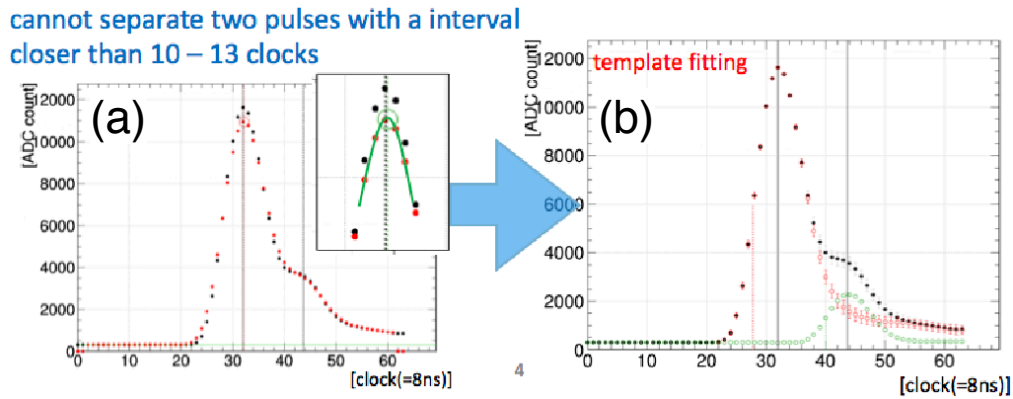 cannot separate two pulses with a interval
closer than 10 – 13 clocks
(a)
[ADC count]
12000
10000
8000
6000
4000
2000
0
0 10 20 30 40 50 60
[clock(=8ns)]
4
template fitting
(b)
[ADC count]
12000
10000
8000
6000
4000
2000
0
0 10 20 30 40 50 60
[clock(=8ns)]